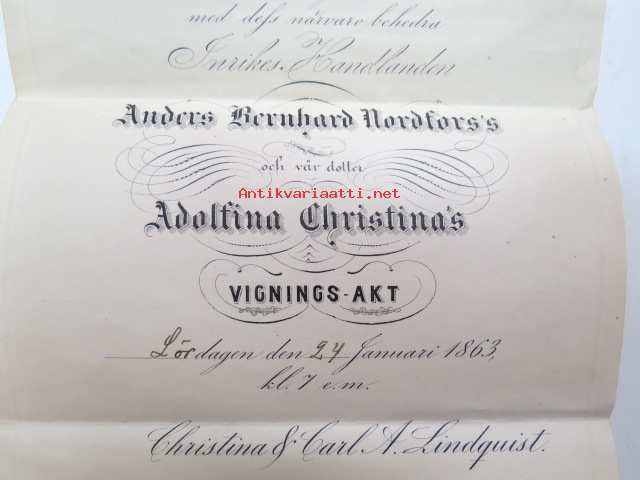 med dess närvaro behedra
Inrikes Handlanden
Anders Bernhard Nordfors's
och vår dotter
Antikvariaatti.net
Adolfina Christina's
VIGNINGS-AKT
Lördagen den 24 Januari 1863,
kl. 7 e.m.
Christina & Carl A. Lindquist.